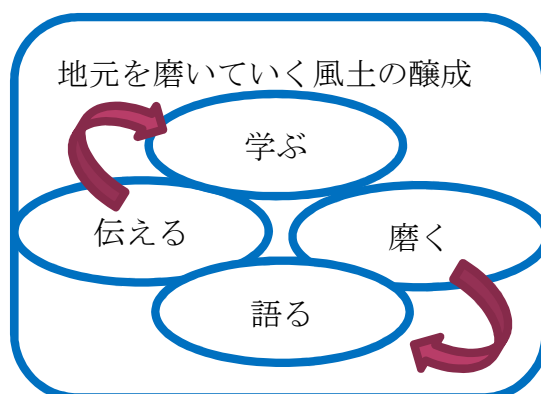 地元を磨いていく風土の醸成
学ぶ
伝える
磨く
語る